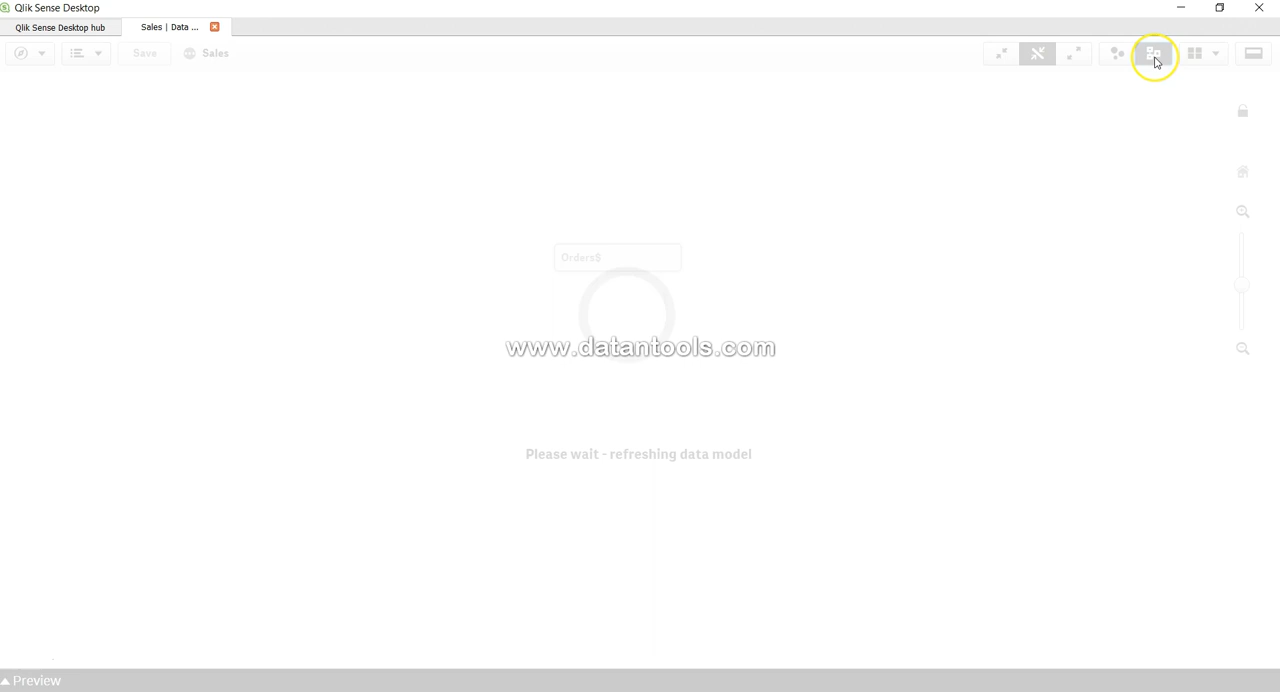 Qlik Sense Desktop
Qlik Sense Desktop hub
Sales | Data ...
Save
Sales
Orders$
www.datantools.com
Please wait - refreshing data model
Preview